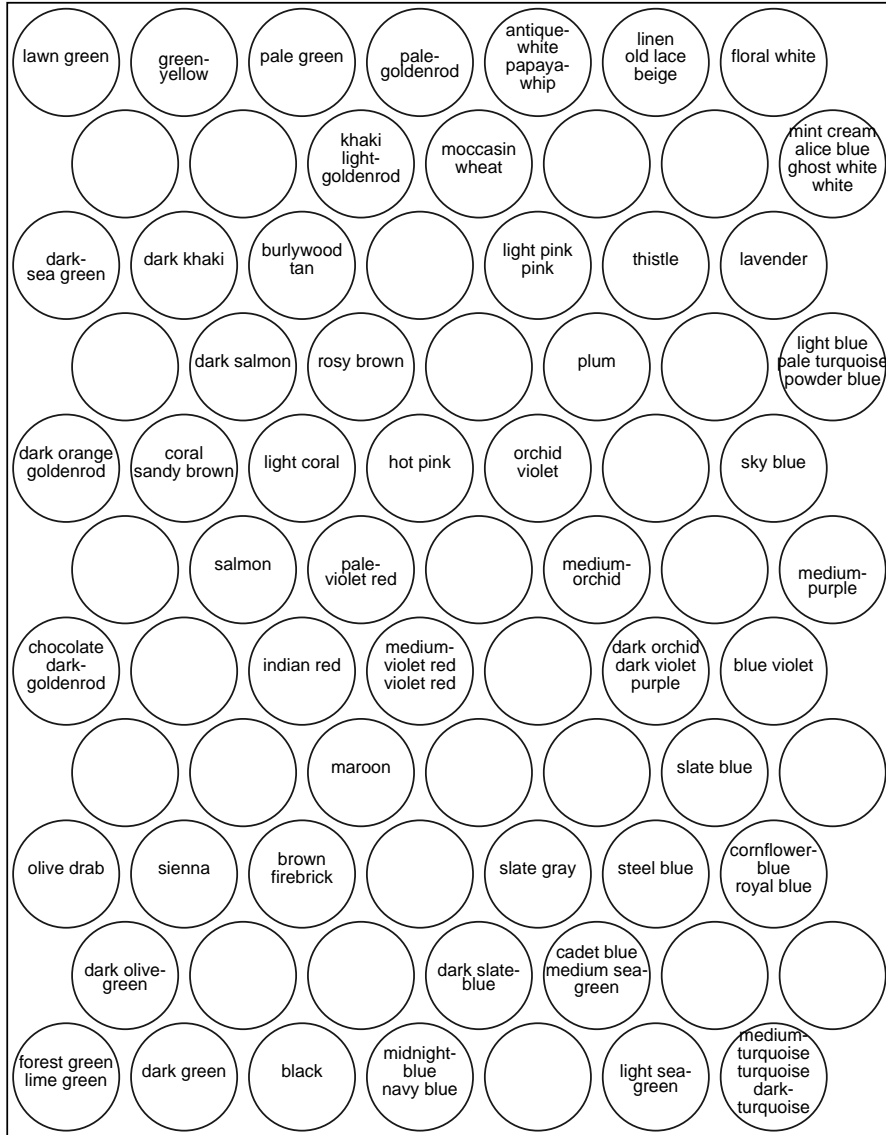 lawn green
green-
yellow
pale green
pale-
goldenrod
antique-
white
papaya-
whip
linen
old lace
beige
floral white
khaki
light-
goldenrod
moccasin
wheat
mint cream
alice blue
ghost white
white
dark-
sea green
dark khaki
burlywood
tan
light pink
pink
thistle
lavender
dark salmon
rosy brown
plum
light blue
pale turquoise
powder blue
dark orange
goldenrod
coral
sandy brown
light coral
hot pink
orchid
violet
sky blue
salmon
pale-
violet red
medium-
orchid
medium-
purple
chocolate
dark-
goldenrod
indian red
medium-
violet red
violet red
dark orchid
dark violet
purple
blue violet
maroon
slate blue
olive drab
sienna
brown
firebrick
slate gray
steel blue
cornflower-
blue
royal blue
dark olive-
green
dark slate-
blue
cadet blue
medium sea-
green
forest green
lime green
dark green
black
midnight-
blue
navy blue
light sea-
green
medium-
turquoise
turquoise
dark-
turquoise